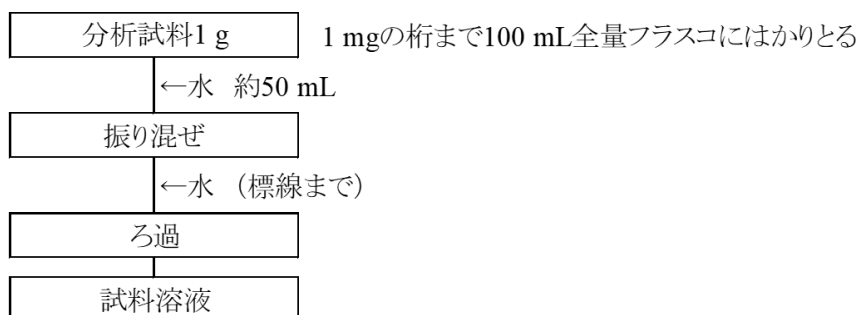 分析試料1 g 1 mgの桁まで100 mL全量フラスコにはかりとる
←水 約50 mL
振り混ぜ
←水 （標線まで）
ろ過
試料溶液